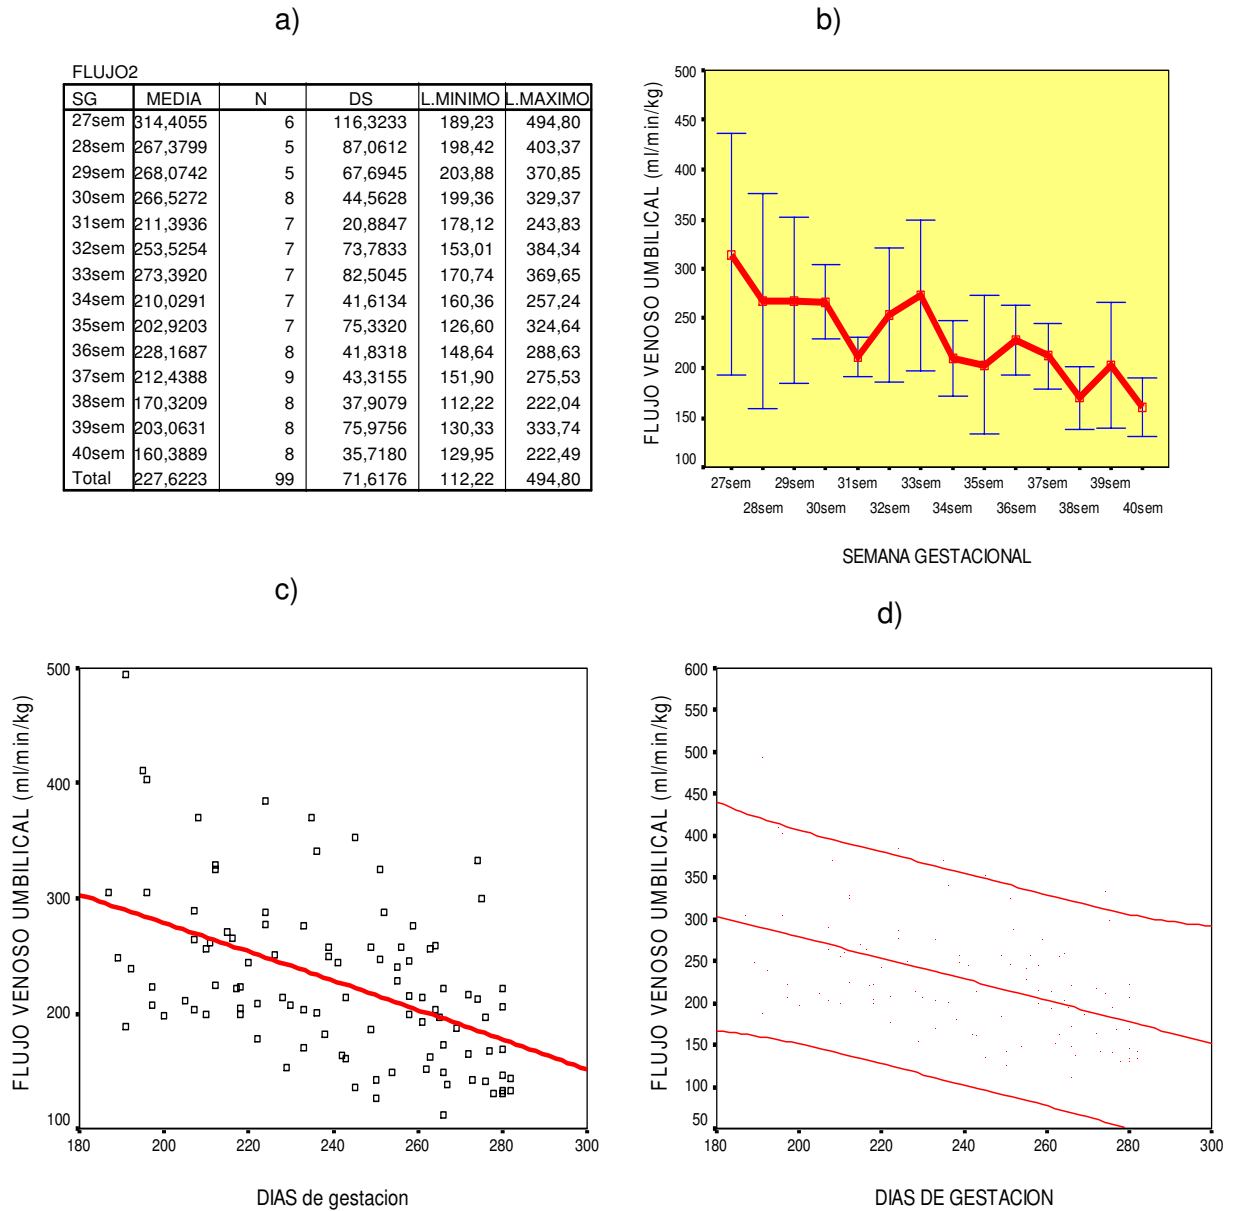 a)
FLUJO2
SG MEDIA N DS L.MINIMO L.MAXIMO
27sem 314,4055 6 116,3233 189,23 494,80
28sem 267,3799 5 87,0612 198,42 403,37
29sem 268,0742 5 67,6945 203,88 370,85
30sem 266,5272 8 44,5628 199,36 329,37
31sem 211,3936 7 20,8847 178,12 243,83
32sem 253,5254 7 73,7833 153,01 384,34
33sem 273,3920 7 82,5045 170,74 369,65
34sem 210,0291 7 41,6134 160,36 257,24
35sem 202,9203 7 75,3320 126,60 324,64
36sem 228,1687 8 41,8318 148,64 288,63
37sem 212,4388 9 43,3155 151,90 275,53
38sem 170,3209 8 37,9079 112,22 222,04
39sem 203,0631 8 75,9756 130,33 333,74
40sem 160,3889 8 35,7180 129,95 222,49
Total 227,6223 99 71,6176 112,22 494,80
b)
FLUJO VENOSO UMBILICAL (ml/min/kg)
500
450
400
350
300
250
200
150
100
27sem 29sem 31sem 33sem 35sem 37sem 39sem
28sem 30sem 32sem 34sem 36sem 38sem 40sem
SEMANA GESTACIONAL
c)
FLUJO VENOSO UMBILICAL (ml/min/kg)
500
400
300
200
100
180 200 220 240 260 280 300
DIAS de gestacion
d)
FLUJO VENOSO UMBILICAL (ml/min/kg)
600
550
500
450
400
350
300
250
200
150
100
50
180 200 220 240 260 280 300
DIAS DE GESTACION